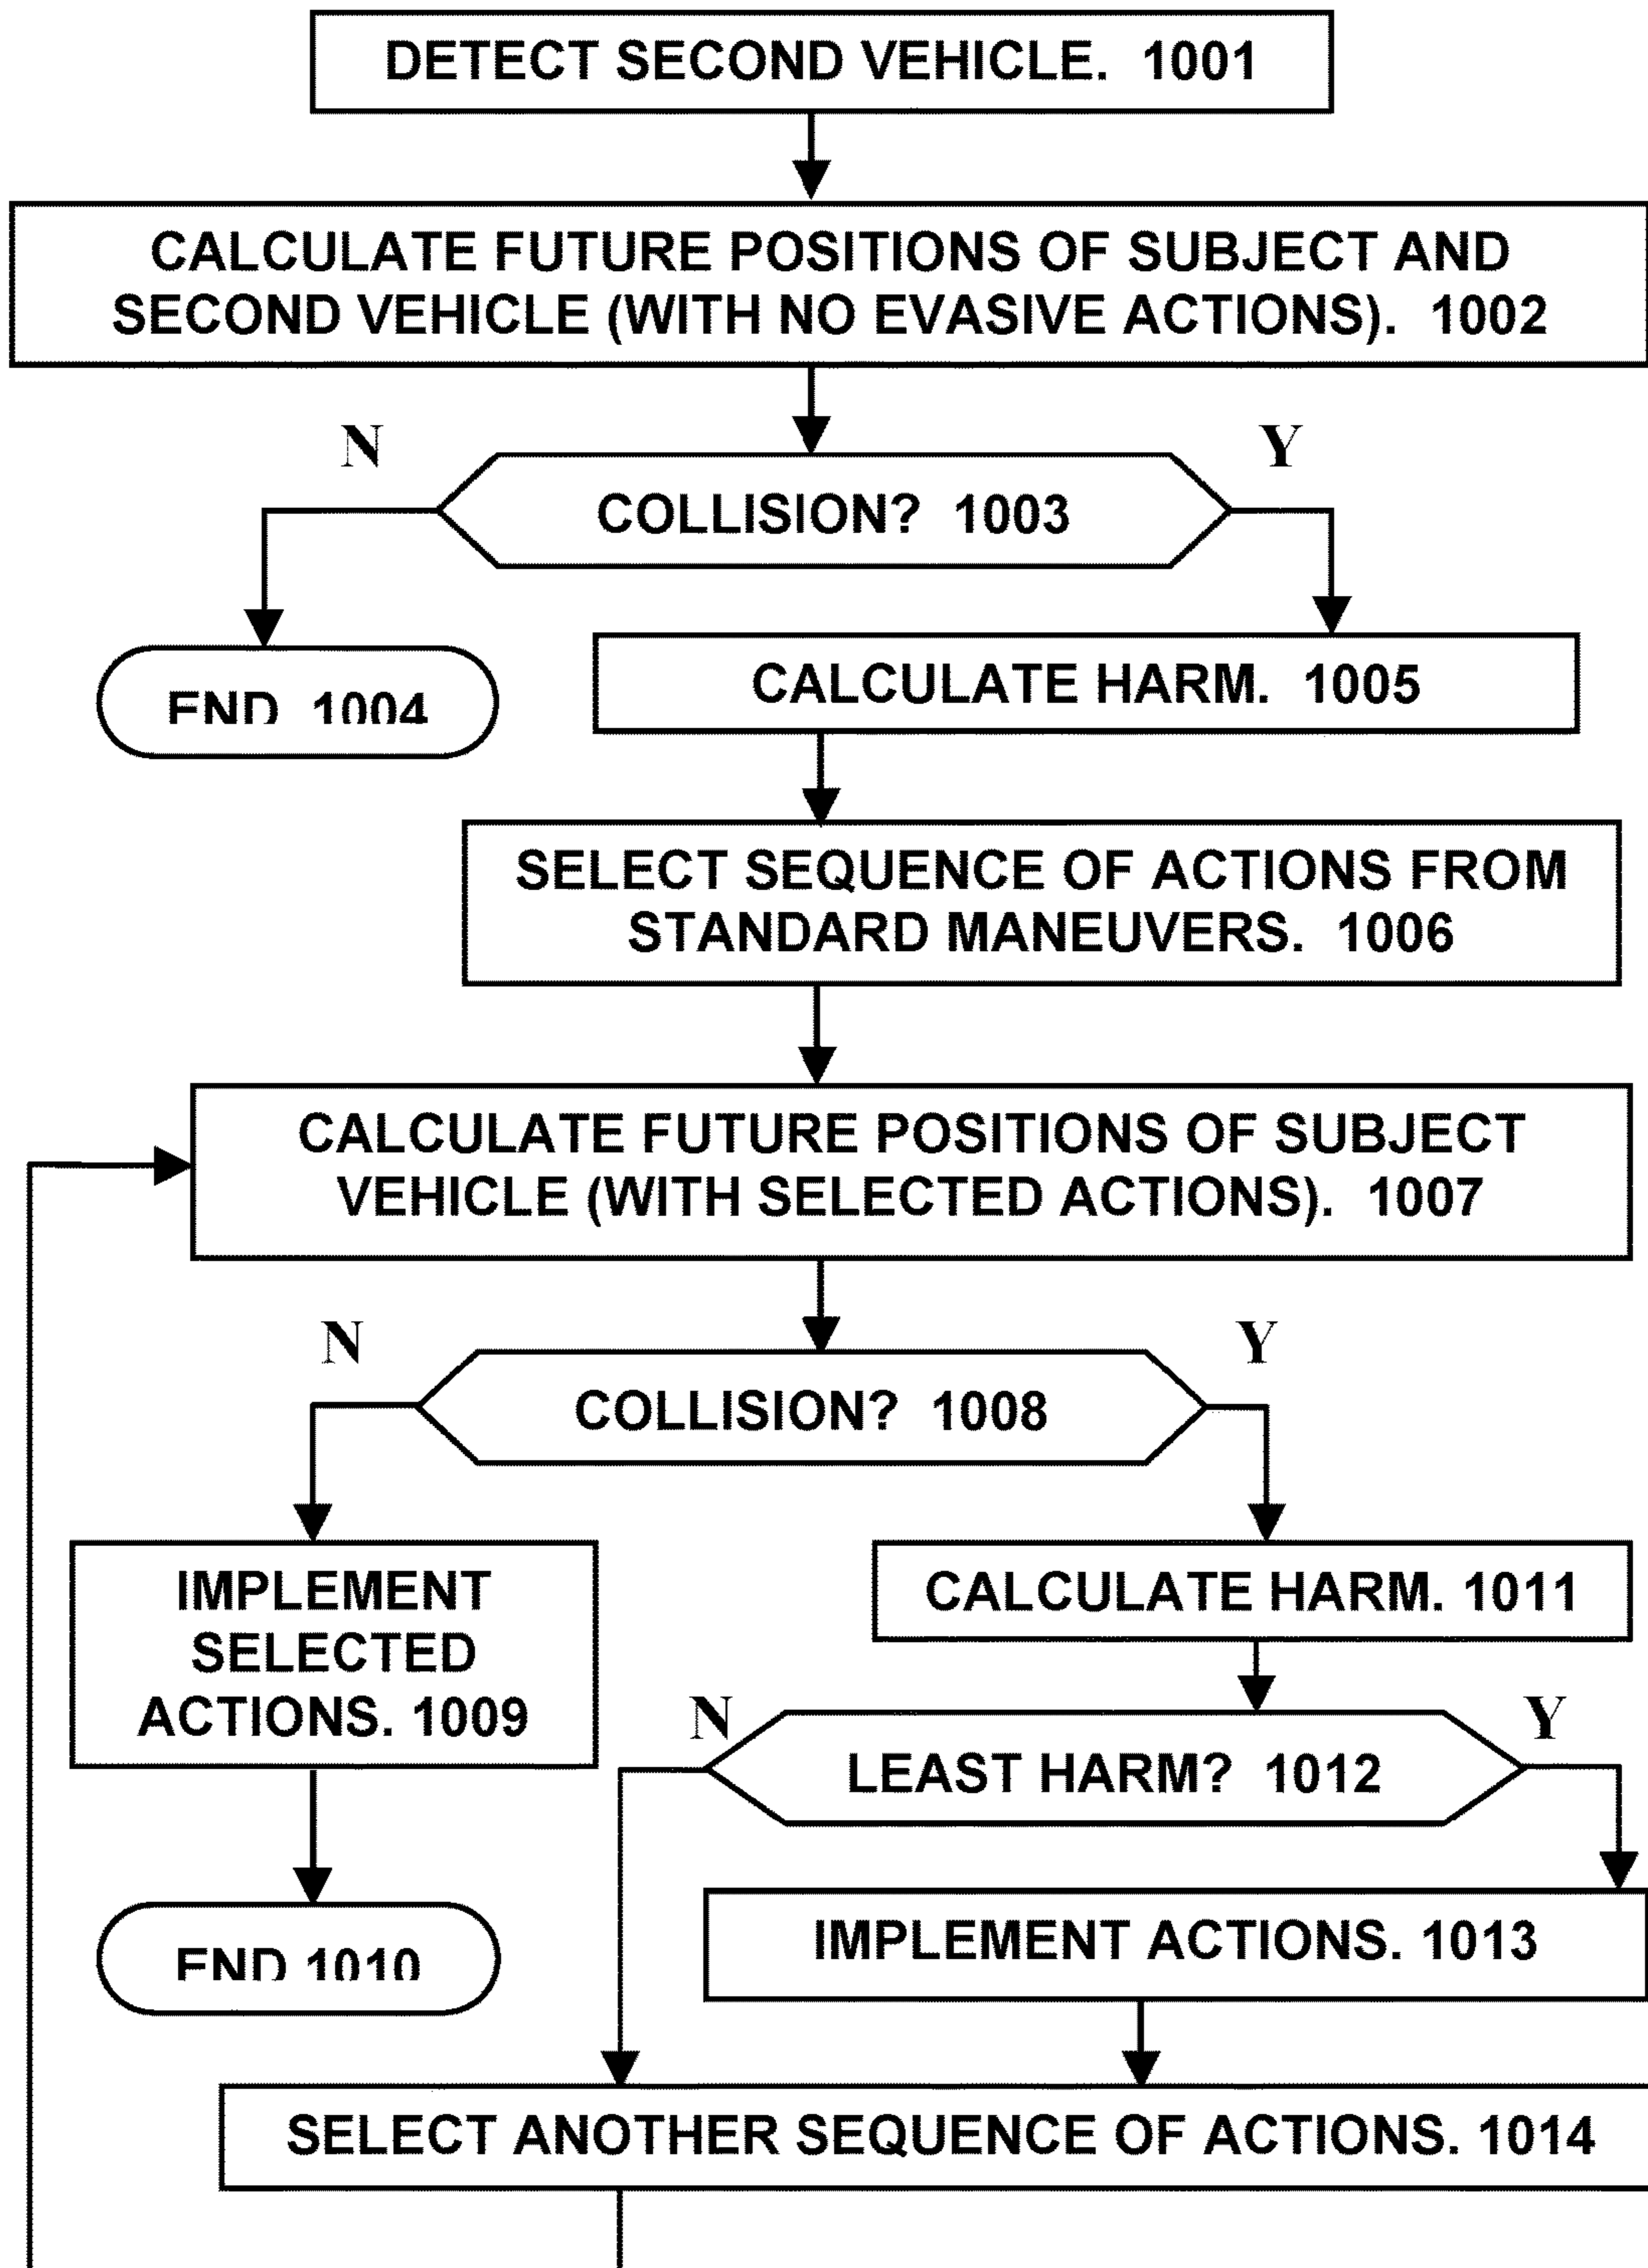 DETECT SECOND VEHICLE. 1001
CALCULATE FUTURE POSITIONS OF SUBJECT AND
SECOND VEHICLE (WITH NO EVASIVE ACTIONS). 1002
N
Y
COLLISION? 1003
END 1004
CALCULATE HARM. 1005
SELECT SEQUENCE OF ACTIONS FROM
STANDARD MANEUVERS. 1006
CALCULATE FUTURE POSITIONS OF SUBJECT
VEHICLE (WITH SELECTED ACTIONS). 1007
N
Y
COLLISION? 1008
IMPLEMENT
SELECTED
ACTIONS. 1009
END 1010
CALCULATE HARM. 1011
N
Y
LEAST HARM? 1012
IMPLEMENT ACTIONS. 1013
SELECT ANOTHER SEQUENCE OF ACTIONS. 1014